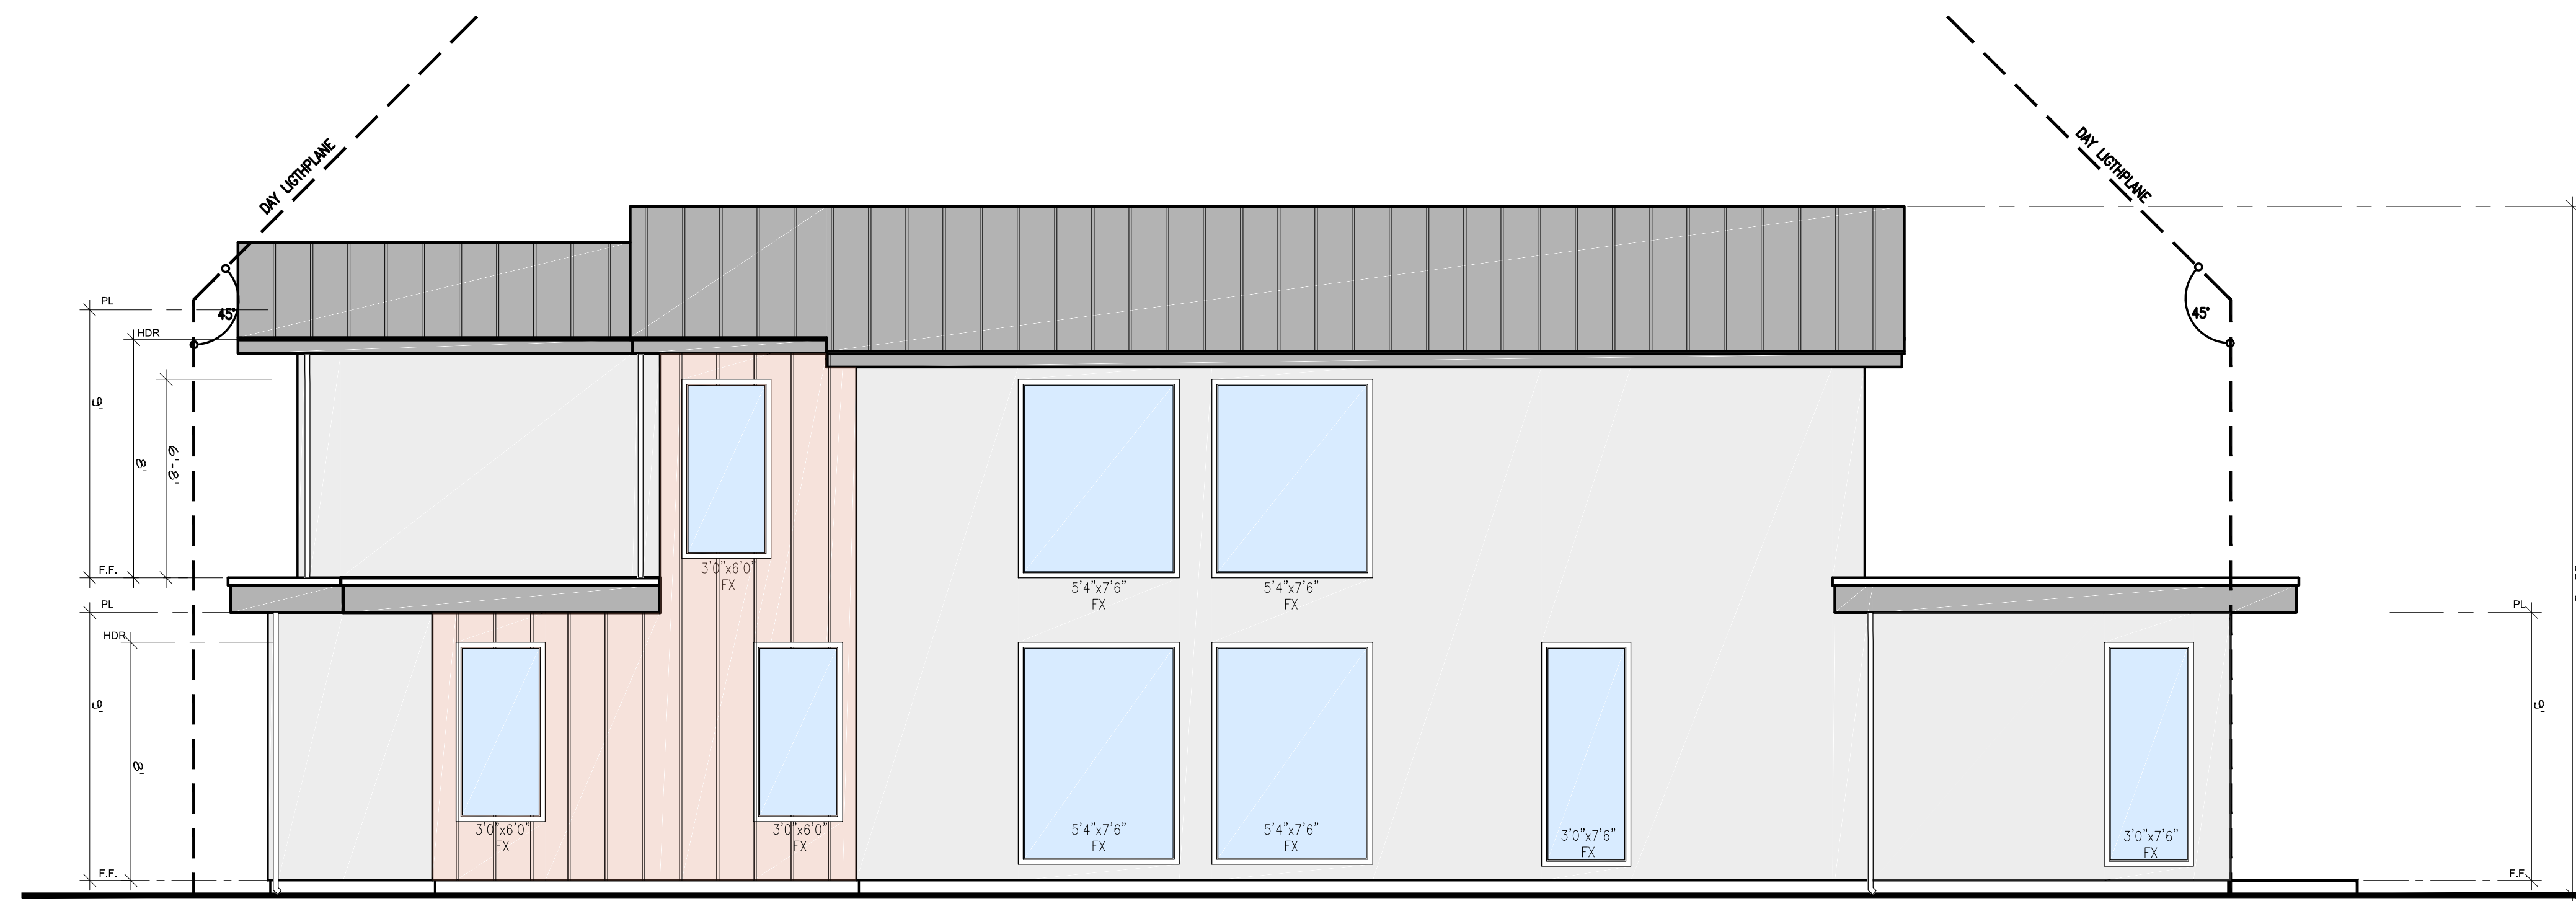 DAY LIGTHPLANE
DAY LIGTHPLANE
45°
45°
PL
HDR
9'
8'
6'-8"
F.F.
PL
HDR
9'
8'
F.F.
3'0"x6'0"
FX
5'4"x7'6"
FX
5'4"x7'6"
FX
3'0"x6'0"
FX
3'0"x6'0"
FX
5'4"x7'6"
FX
5'4"x7'6"
FX
3'0"x7'6"
FX
3'0"x7'6"
FX
PL
9'
F.F.